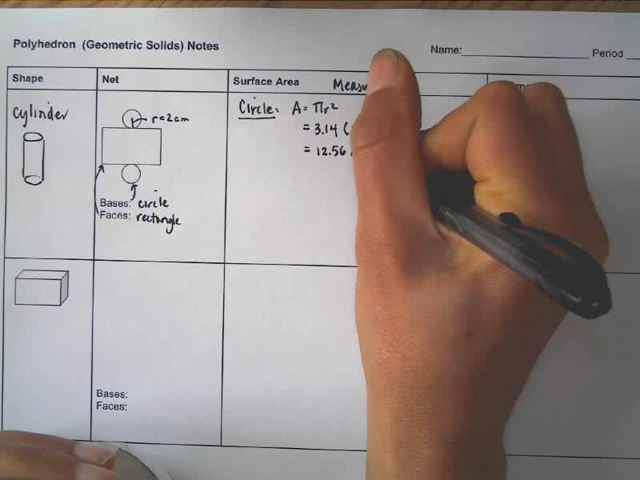 Polyhedron (Geometric Solids) Notes
Name: Period
Shape
Net
Surface Area
cylinder
r=2cm
Bases: circle
Faces: rectangle
Circle: A = πr²
= 3.14 (
= 12.56
Bases:
Faces: